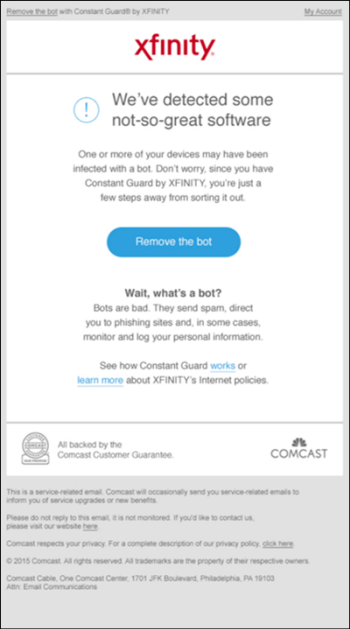 Remove the bot with Constant Guard® by XFINITY
My Account
xfinity
!
We've detected some
not-so-great software
One or more of your devices may have been
infected with a bot. Don't worry, since you have
Constant Guard by XFINITY, you're just a
few steps away from sorting it out.
Remove the bot
Wait, what's a bot?
Bots are bad. They send spam, direct
you to phishing sites and, in some cases,
monitor and log your personal information.
See how Constant Guard works or
learn more about XFINITY's Internet policies.
All backed by the
Comcast Customer Guarantee.
COMCAST
This is a service-related email. Comcast will occasionally send you service-related emails to
inform you of service upgrades or new benefits.
Please do not reply to this email, it is not monitored. If you'd like to contact us,
please visit our website here.
Comcast respects your privacy. For a complete description of our privacy policy, click here.
© 2015 Comcast. All rights reserved. All trademarks are the property of their respective owners.
Comcast Cable, One Comcast Center, 1701 JFK Boulevard, Philadelphia, PA 19103
Attn: Email Communications